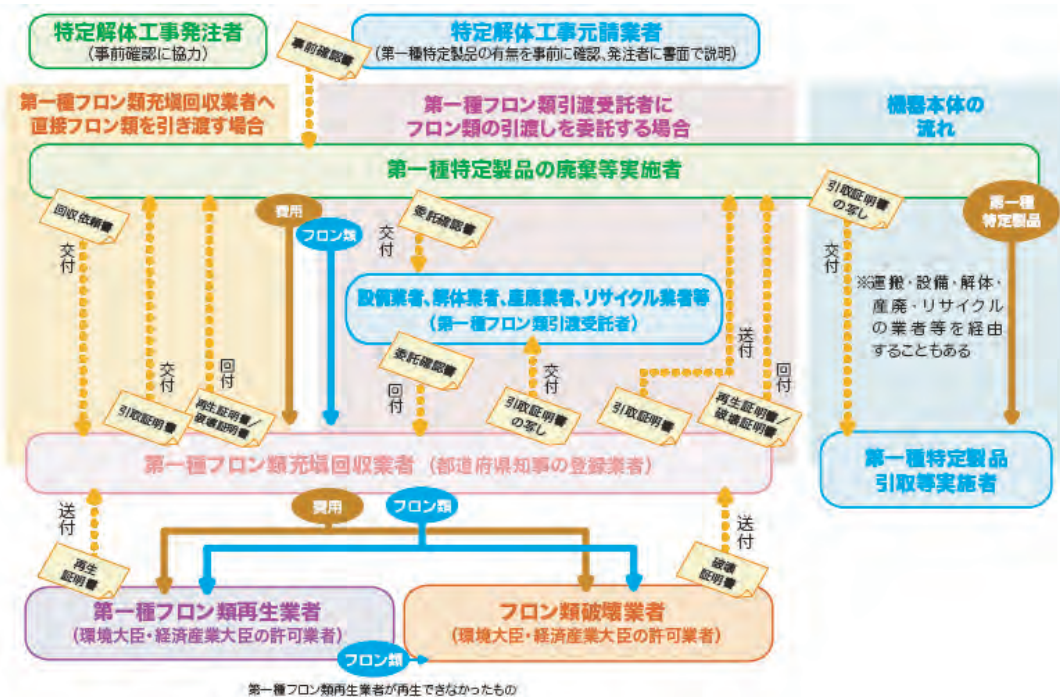 特定解体工事発注者
（事前確認に協力）
事前確認書
特定解体工事元請業者
（第一種特定製品の有無を事前に確認、発注者に書面で説明）
第一種フロン類充塡回収業者へ
直接フロン類を引き渡す場合
第一種フロン類引渡受託者に
フロン類の引渡しを委託する場合
機器本体の
流れ
第一種特定製品の廃棄等実施者
回収依頼書
交付
引取証明書
交付
再生証明書／
破壊証明書
回付
費用
フロン類
委託確認書
交付
設備業者、解体業者、産廃業者、リサイクル業者等
（第一種フロン類引渡受託者）
委託確認書
回付
引取証明書
の写し
交付
引取証明書
送付
再生証明書／
破壊証明書
回付
引取証明書
の写し
交付
第一種
特定製品
※運搬・設備・解体・
産廃・リサイクル
の業者等を経由
することもある
第一種フロン類充塡回収業者（都道府県知事の登録業者）
第一種特定製品
引取等実施者
送付
再生
証明書
費用
フロン類
送付
破壊
証明書
第一種フロン類再生業者
（環境大臣・経済産業大臣の許可業者）
フロン類破壊業者
（環境大臣・経済産業大臣の許可業者）
フロン類
第一種フロン類再生業者が再生できなかったもの